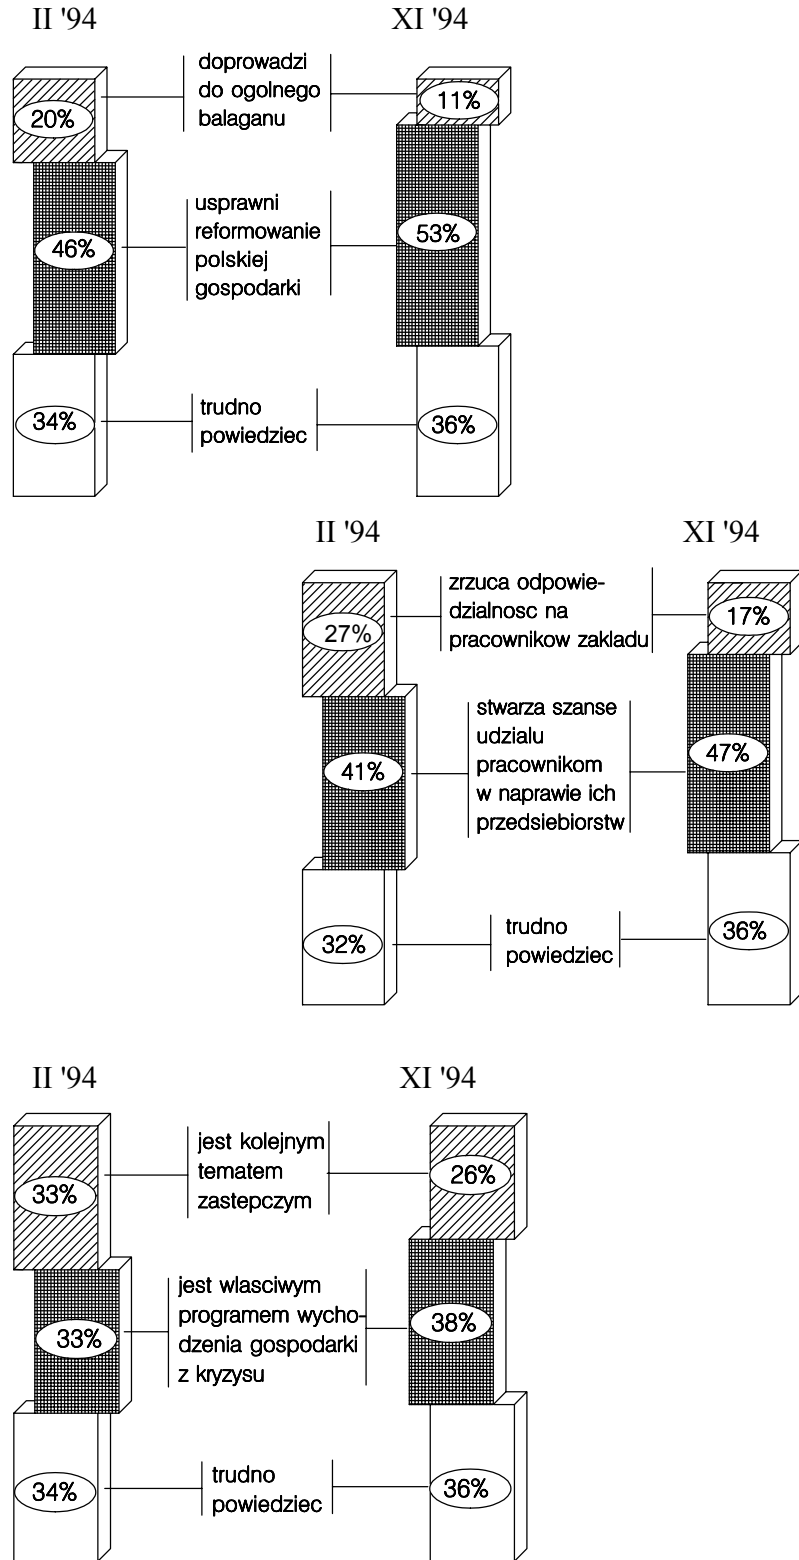 II '94 XI '94
doprowadzi
do ogolnego
balaganu
20% 11%
usprawni
reformowanie
polskiej
gospodarki
46% 53%
trudno
powiedziec
34% 36%
II '94 XI '94
zrzuca odpowie-
dzialnosc na
pracownikow zakladu
27% 17%
stwarza szanse
udzialu
pracownikom
w naprawie ich
przedsiebiorstw
41% 47%
trudno
powiedziec
32% 36%
II '94 XI '94
jest kolejnym
tematem
zastepczym
33% 26%
jest wlasciwym
programem wycho-
dzenia gospodarki
z kryzysu
33% 38%
trudno
powiedziec
34% 36%